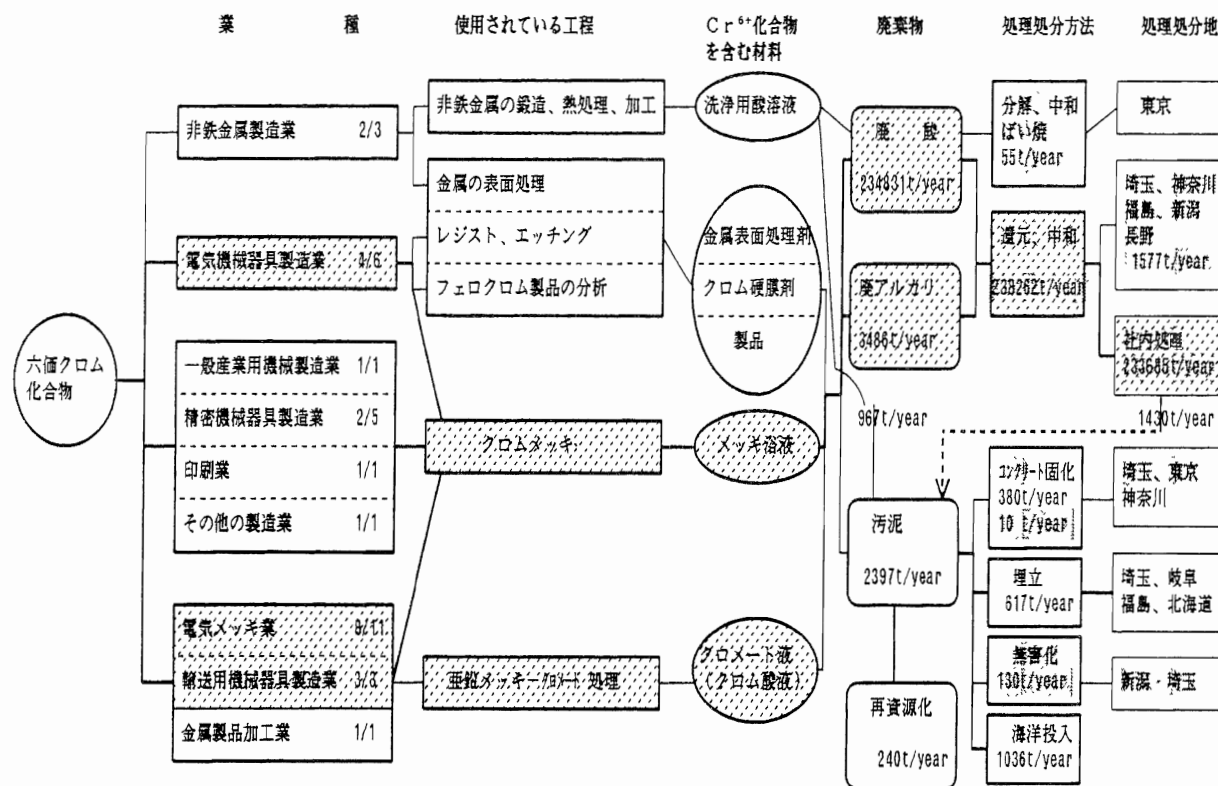 業　種
使用されている工程
Cr⁶⁺化合物
を含む材料
廃棄物
処理処分方法
処理処分地
六価クロム
化合物
非鉄金属製造業 2/3
電気機械器具製造業 4/6
一般産業用機械製造業 1/1
精密機械器具製造業 2/5
印刷業 1/1
その他の製造業 1/1
電気メッキ業
輸送用機械器具製造業 3/3
金属製品加工業 1/1
非鉄金属の鍛造、熱処理、加工
金属の表面処理
レジスト、エッチング
フェロクロム製品の分析
クロムメッキ
亜鉛メッキークロメート処理
洗浄用酸溶液
金属表面処理剤
クロム硬膜剤
製品
メッキ溶液
クロメート液
(クロム酸液)
廃　酸
234831t/year
廃アルカリ
3486t/year
967t/year
汚泥
2397t/year
再資源化
240t/year
分解、中和
ばい焼
55t/year
還元、中和
238262t/year
コンクリート固化
380t/year
10 t/year
埋立
617t/year
無害化
130t/year
海洋投入
1036t/year
東京
埼玉、神奈川
福島、新潟
長野
1577t/year
社内処理
233685t/year
1430t/year
埼玉、東京
神奈川
埼玉、岐阜
福島、北海道
新潟・埼玉